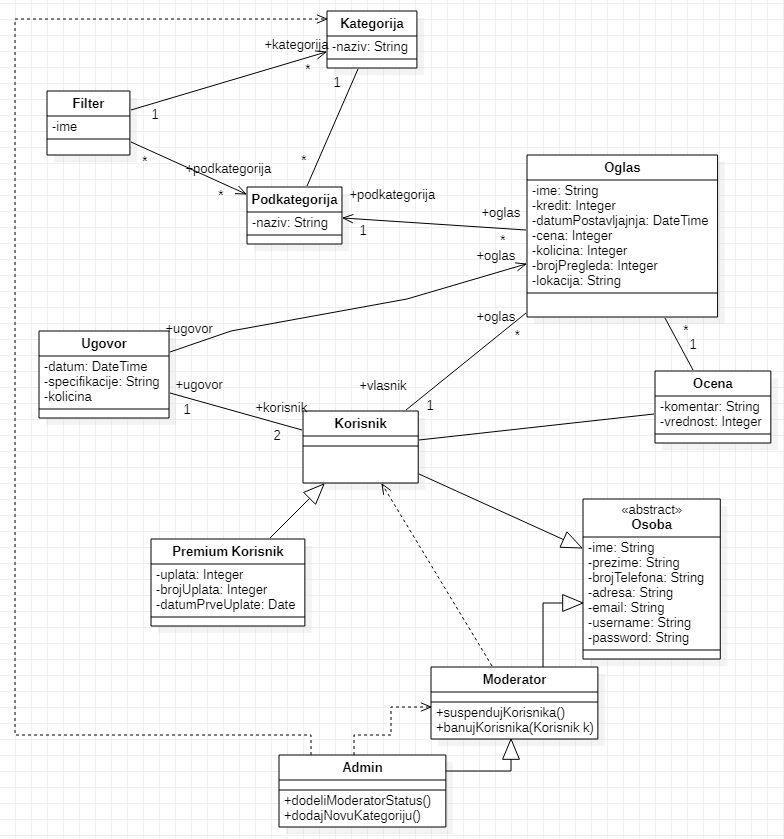 Kategorija
-naziv: String
+kategorija
*
1
1
Filter
-ime
*
+podkategorija
*
*
Podkategorija
-naziv: String
+podkategorija
1
+oglas
*
Oglas
-ime: String
-kredit: Integer
-datumPostavljajnja: DateTime
-cena: Integer
-kolicina: Integer
-brojPregleda: Integer
-lokacija: String
+oglas
+ugovor
+oglas
*
*
1
Ugovor
-datum: DateTime
-specifikacije: String
-kolicina
+ugovor
1
+korisnik
2
+vlasnik
1
Ocena
-komentar: String
-vrednost: Integer
Korisnik
Premium Korisnik
-uplata: Integer
-brojUplata: Integer
-datumPrveUplate: Date
«abstract»
Osoba
-ime: String
-prezime: String
-brojTelefona: String
-adresa: String
-email: String
-username: String
-password: String
Moderator
+suspendujKorisnika()
+banujKorisnika(Korisnik k)
Admin
+dodeliModeratorStatus()
+dodajNovuKategoriju()